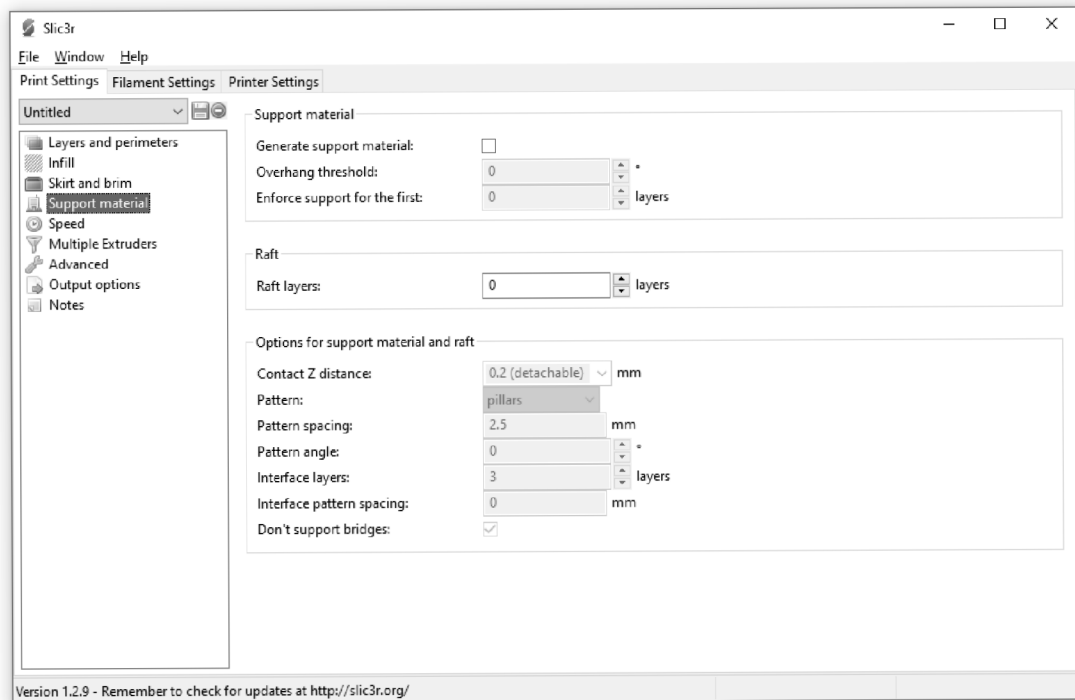 Slic3r
File Window Help
Print Settings Filament Settings Printer Settings
Untitled
Layers and perimeters
Infill
Skirt and brim
Support material
Speed
Multiple Extruders
Advanced
Output options
Notes
Support material
Generate support material:
Overhang threshold: 0 °
Enforce support for the first: 0 layers
Raft
Raft layers: 0 layers
Options for support material and raft
Contact Z distance: 0.2 (detachable) mm
Pattern: pillars
Pattern spacing: 2.5 mm
Pattern angle: 0 °
Interface layers: 3 layers
Interface pattern spacing: 0 mm
Don't support bridges:
Version 1.2.9 - Remember to check for updates at http://slic3r.org/